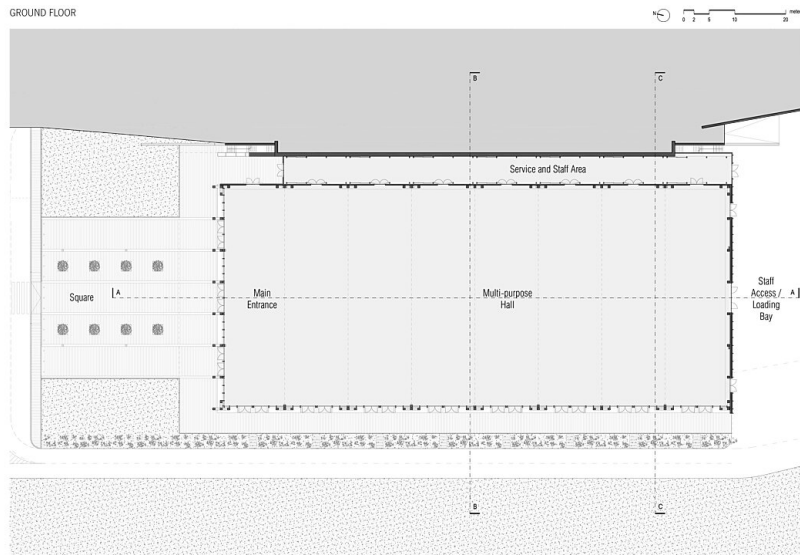 GROUND FLOOR
N
0 2 5 10 20 meters
B
C
Service and Staff Area
Square
A
Main
Entrance
Multi-purpose
Hall
Staff
Access /
Loading
Bay
A
B
C